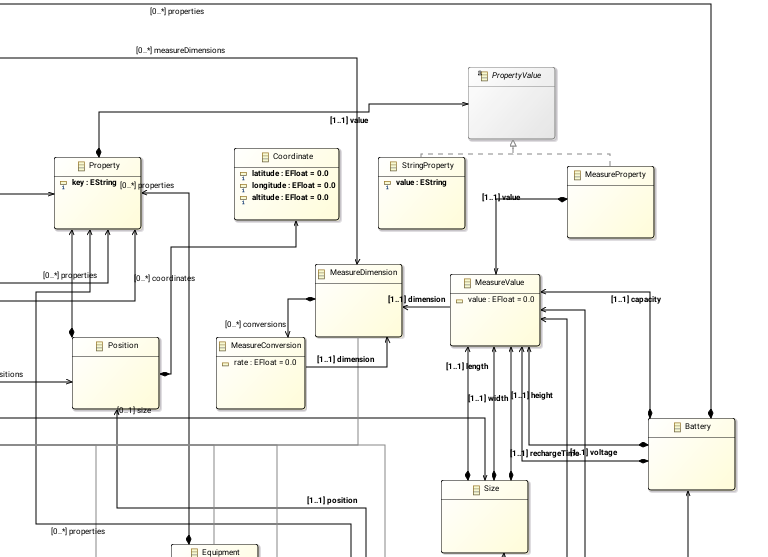 [0..*] properties
[0..*] measureDimensions
PropertyValue
[1..1] value
Coordinate
latitude : EFloat = 0.0
longitude : EFloat = 0.0
altitude : EFloat = 0.0
Property
key : EString
[0..*] properties
StringProperty
value : EString
MeasureProperty
[1..1] value
[0..*] properties
[0..*] coordinates
MeasureDimension
MeasureValue
value : EFloat = 0.0
[1..1] dimension
[1..1] capacity
[0..*] conversions
MeasureConversion
rate : EFloat = 0.0
[1..1] dimension
Position
sitions
[1..1] length
[1..1] width
[1..1] height
[0..1] size
Battery
[1..1] rechargeTime
[1..1] voltage
Size
[1..1] position
[0..*] properties
Equipment